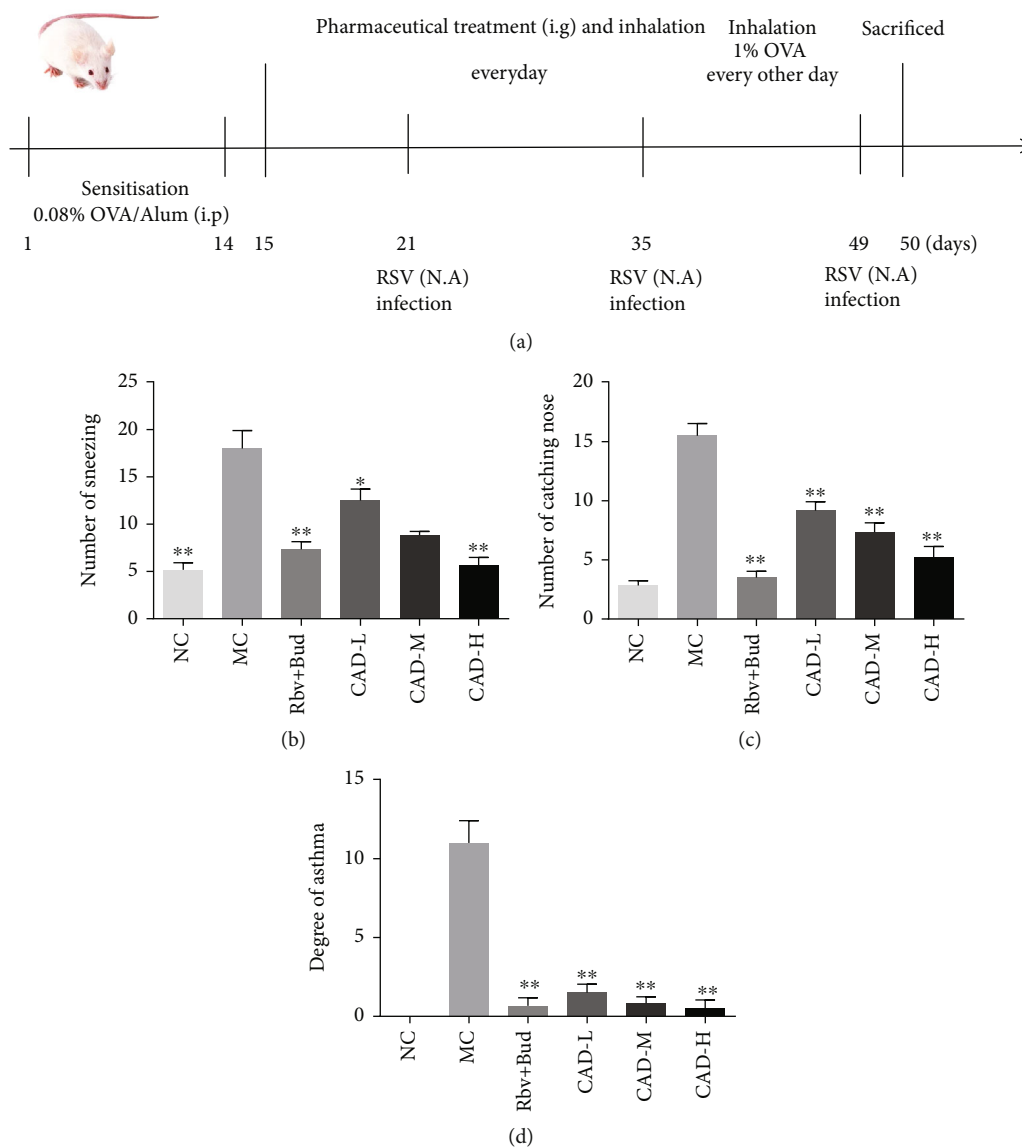 Pharmaceutical treatment (i.g) and inhalation
everyday
Inhalation
1% OVA
every other day
Sacrificed
Sensitisation
0.08% OVA/Alum (i.p)
1 14 15 21 35 49 50 (days)
RSV (N.A)
infection
RSV (N.A)
infection
RSV (N.A)
infection
(a)
Number of sneezing
25
20
15
10
5
0
**
**
*
**
NC
MC
Rbv+Bud
CAD-L
CAD-M
CAD-H
(b)
Number of catching nose
20
15
10
5
0
**
**
**
**
NC
MC
Rbv+Bud
CAD-L
CAD-M
CAD-H
(c)
Degree of asthma
15
10
5
0
**
**
**
**
NC
MC
Rbv+Bud
CAD-L
CAD-M
CAD-H
(d)